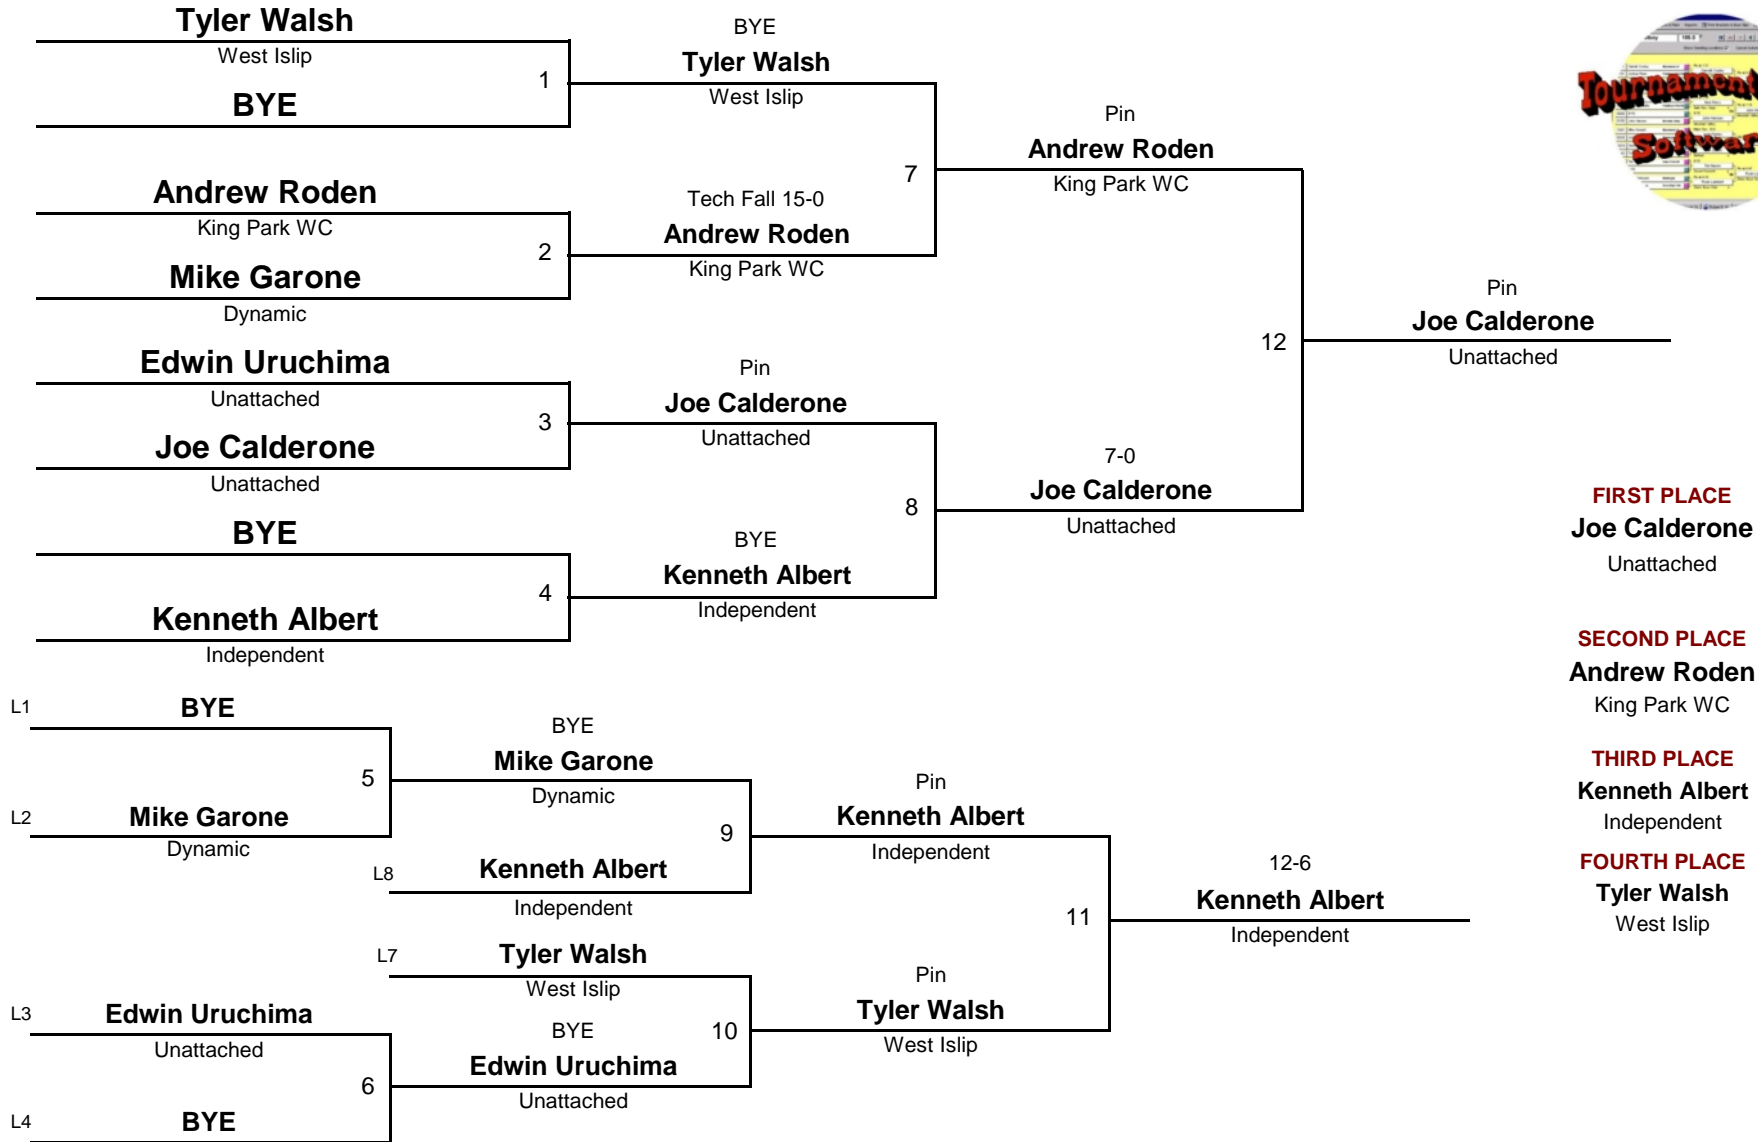 Tyler Walsh
West Islip
1
BYE
BYE
Tyler Walsh
West Islip
Andrew Roden
King Park WC
2
Mike Garone
Dynamic
Tech Fall 15-0
Andrew Roden
King Park WC
7
Pin
Andrew Roden
King Park WC
Edwin Uruchima
Unattached
3
Joe Calderone
Unattached
Pin
Joe Calderone
Unattached
BYE
4
Kenneth Albert
Independent
BYE
Kenneth Albert
Independent
8
7-0
Joe Calderone
Unattached
12
Pin
Joe Calderone
Unattached
Tournament
Software
FIRST PLACE
Joe Calderone
Unattached
SECOND PLACE
Andrew Roden
King Park WC
THIRD PLACE
Kenneth Albert
Independent
FOURTH PLACE
Tyler Walsh
West Islip
L1
BYE
5
L2
Mike Garone
Dynamic
BYE
Mike Garone
Dynamic
9
L8
Kenneth Albert
Independent
Pin
Kenneth Albert
Independent
L7
Tyler Walsh
West Islip
10
L3
Edwin Uruchima
Unattached
6
L4
BYE
BYE
Edwin Uruchima
Unattached
Pin
Tyler Walsh
West Islip
11
12-6
Kenneth Albert
Independent